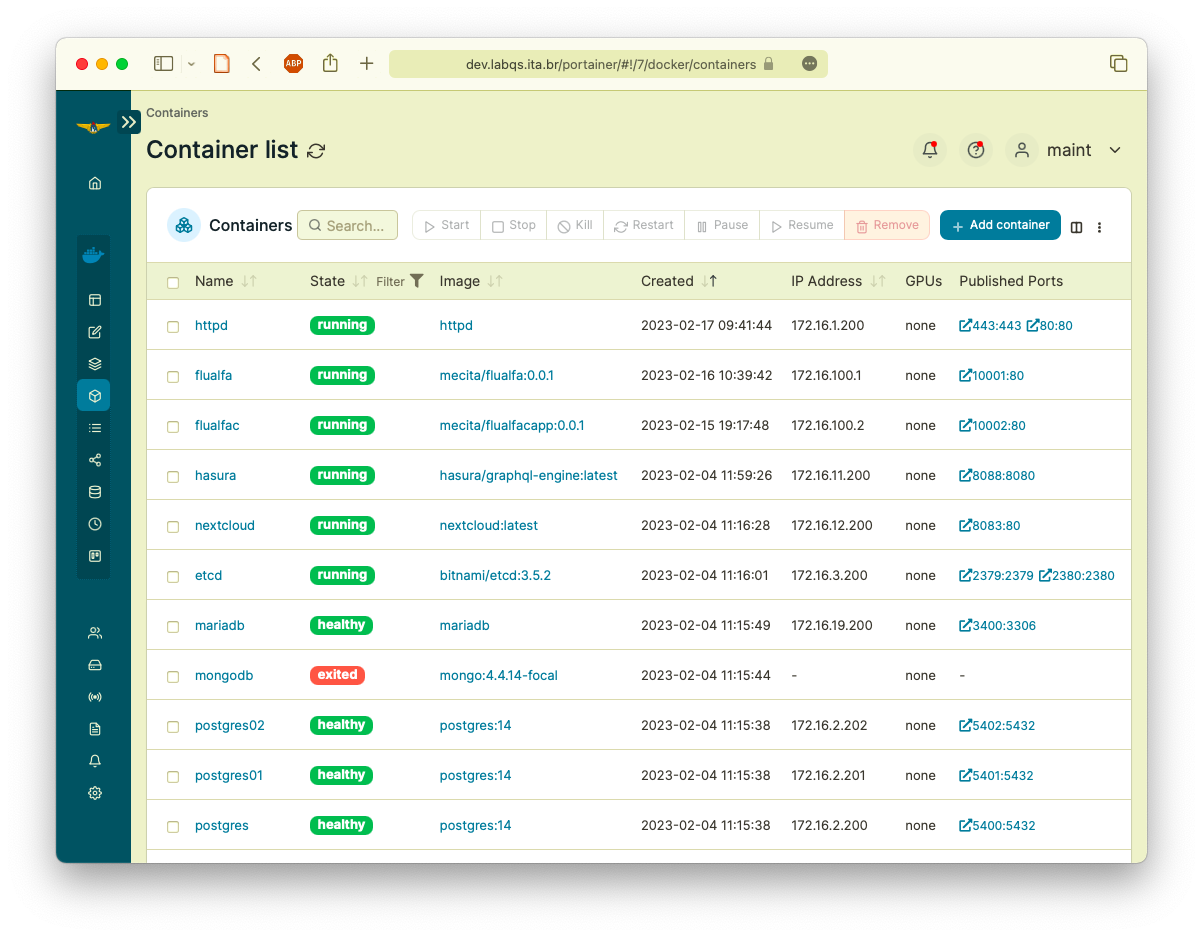 ABP
dev.labqs.ita.br/portainer/#!/7/docker/containers
Containers
Container list
maint
Containers Search... Start Stop Kill Restart Pause Resume Remove + Add container
Name State Filter Image Created IP Address GPUs Published Ports
httpd running httpd 2023-02-17 09:41:44 172.16.1.200 none 443:443 80:80
flualfa running mecita/flualfa:0.0.1 2023-02-16 10:39:42 172.16.100.1 none 10001:80
flualfac running mecita/flualfacapp:0.0.1 2023-02-15 19:17:48 172.16.100.2 none 10002:80
hasura running hasura/graphql-engine:latest 2023-02-04 11:59:26 172.16.11.200 none 8088:8080
nextcloud running nextcloud:latest 2023-02-04 11:16:28 172.16.12.200 none 8083:80
etcd running bitnami/etcd:3.5.2 2023-02-04 11:16:01 172.16.3.200 none 2379:2379 2380:2380
mariadb healthy mariadb 2023-02-04 11:15:49 172.16.19.200 none 3400:3306
mongodb exited mongo:4.4.14-focal 2023-02-04 11:15:44 - none -
postgres02 healthy postgres:14 2023-02-04 11:15:38 172.16.2.202 none 5402:5432
postgres01 healthy postgres:14 2023-02-04 11:15:38 172.16.2.201 none 5401:5432
postgres healthy postgres:14 2023-02-04 11:15:38 172.16.2.200 none 5400:5432